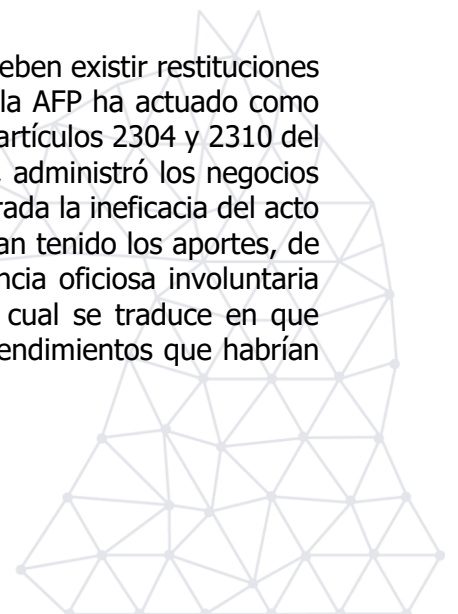 eben existir restituciones
la AFP ha actuado como
artículos 2304 y 2310 del
administró los negocios
rada la ineficacia del acto
an tenido los aportes, de
ncia oficiosa involuntaria
cual se traduce en que
endimientos que habrían